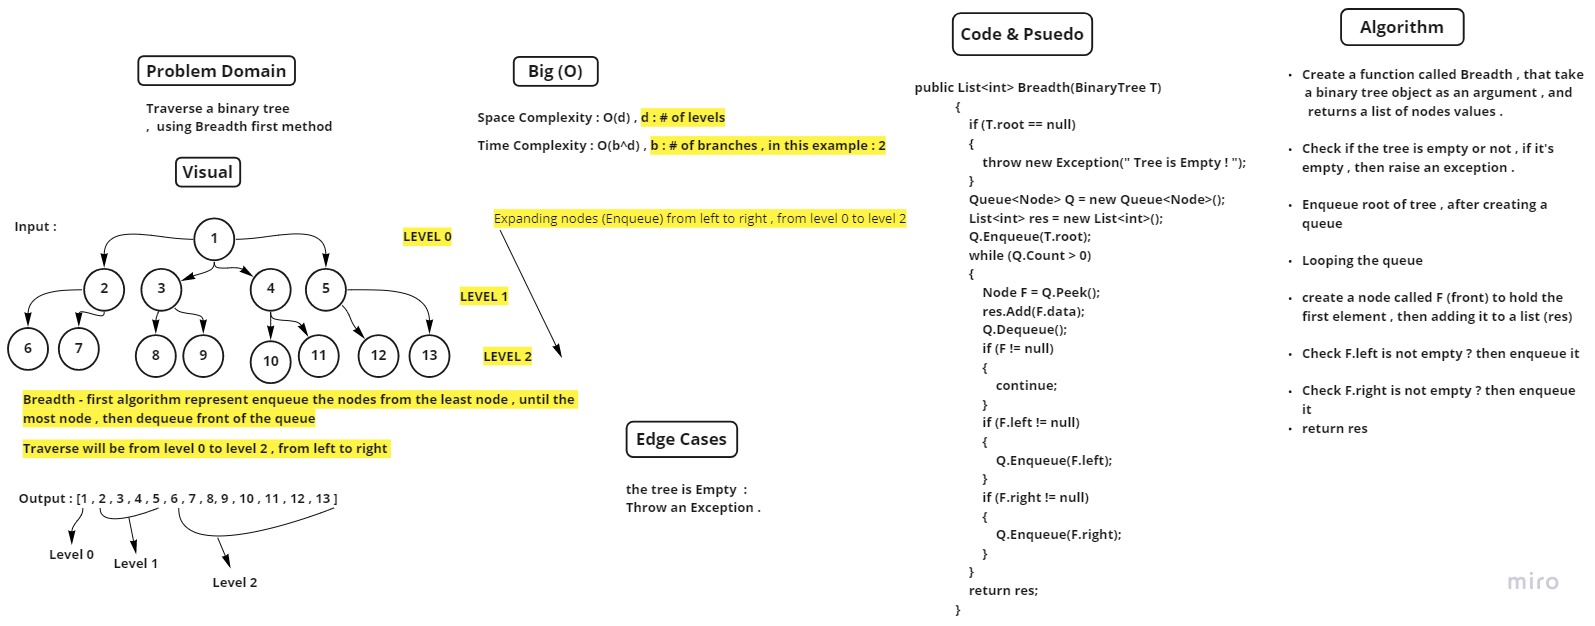 Problem Domain
Traverse a binary tree
, using Breadth first method
Visual
Input :
1
LEVEL 0
2
3
4
5
LEVEL 1
6
7
8
9
10
11
12
13
LEVEL 2
Breadth - first algorithm represent enqueue the nodes from the least node , until the
most node , then dequeue front of the queue
Traverse will be from level 0 to level 2 , from left to right
Output : [1 , 2 , 3 , 4 , 5 , 6 , 7 , 8, 9 , 10 , 11 , 12 , 13 ]
Level 0
Level 1
Level 2
Big (O)
Space Complexity : O(d) , d : # of levels
Time Complexity : O(b^d) , b : # of branches , in this example : 2
Expanding nodes (Enqueue) from left to right , from level 0 to level 2
Edge Cases
the tree is Empty :
Throw an Exception .
Code & Psuedo
public List<int> Breadth(BinaryTree T)
{
if (T.root == null)
{
throw new Exception(" Tree is Empty ! ");
}
Queue<Node> Q = new Queue<Node>();
List<int> res = new List<int>();
Q.Enqueue(T.root);
while (Q.Count > 0)
{
Node F = Q.Peek();
res.Add(F.data);
Q.Dequeue();
if (F != null)
{
continue;
}
if (F.left != null)
{
Q.Enqueue(F.left);
}
if (F.right != null)
{
Q.Enqueue(F.right);
}
}
return res;
}
Algorithm
• Create a function called Breadth , that take
a binary tree object as an argument , and
returns a list of nodes values .
• Check if the tree is empty or not , if it's
empty , then raise an exception .
• Enqueue root of tree , after creating a
queue
• Looping the queue
• create a node called F (front) to hold the
first element , then adding it to a list (res)
• Check F.left is not empty ? then enqueue it
• Check F.right is not empty ? then enqueue
it
• return res
miro